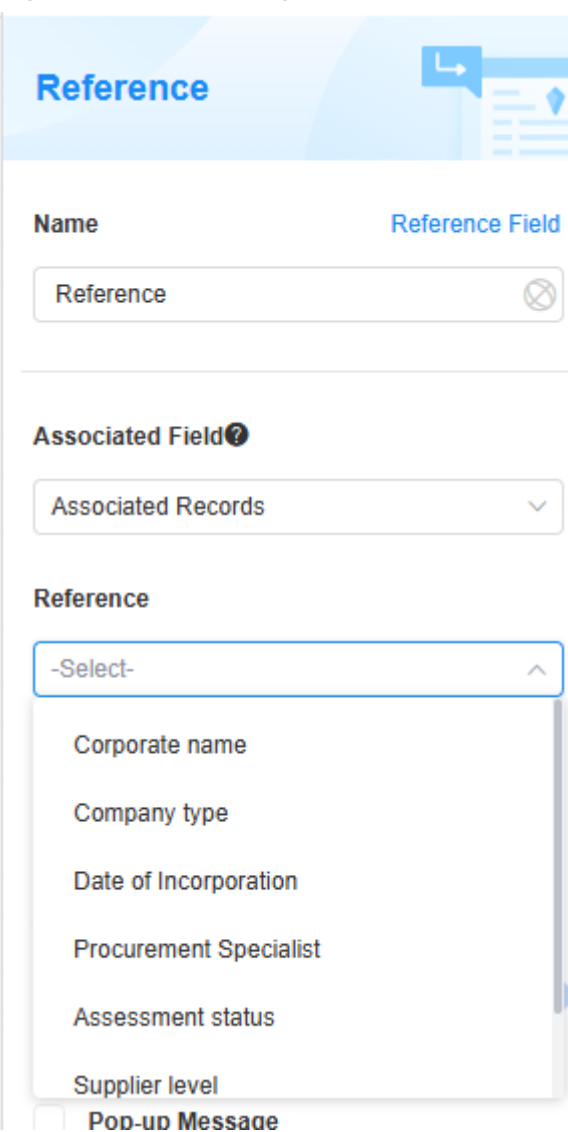 Reference
Name Reference Field
Reference
Associated Field?
Associated Records
Reference
-Select-
Corporate name
Company type
Date of Incorporation
Procurement Specialist
Assessment status
Supplier level
Pop-up Message